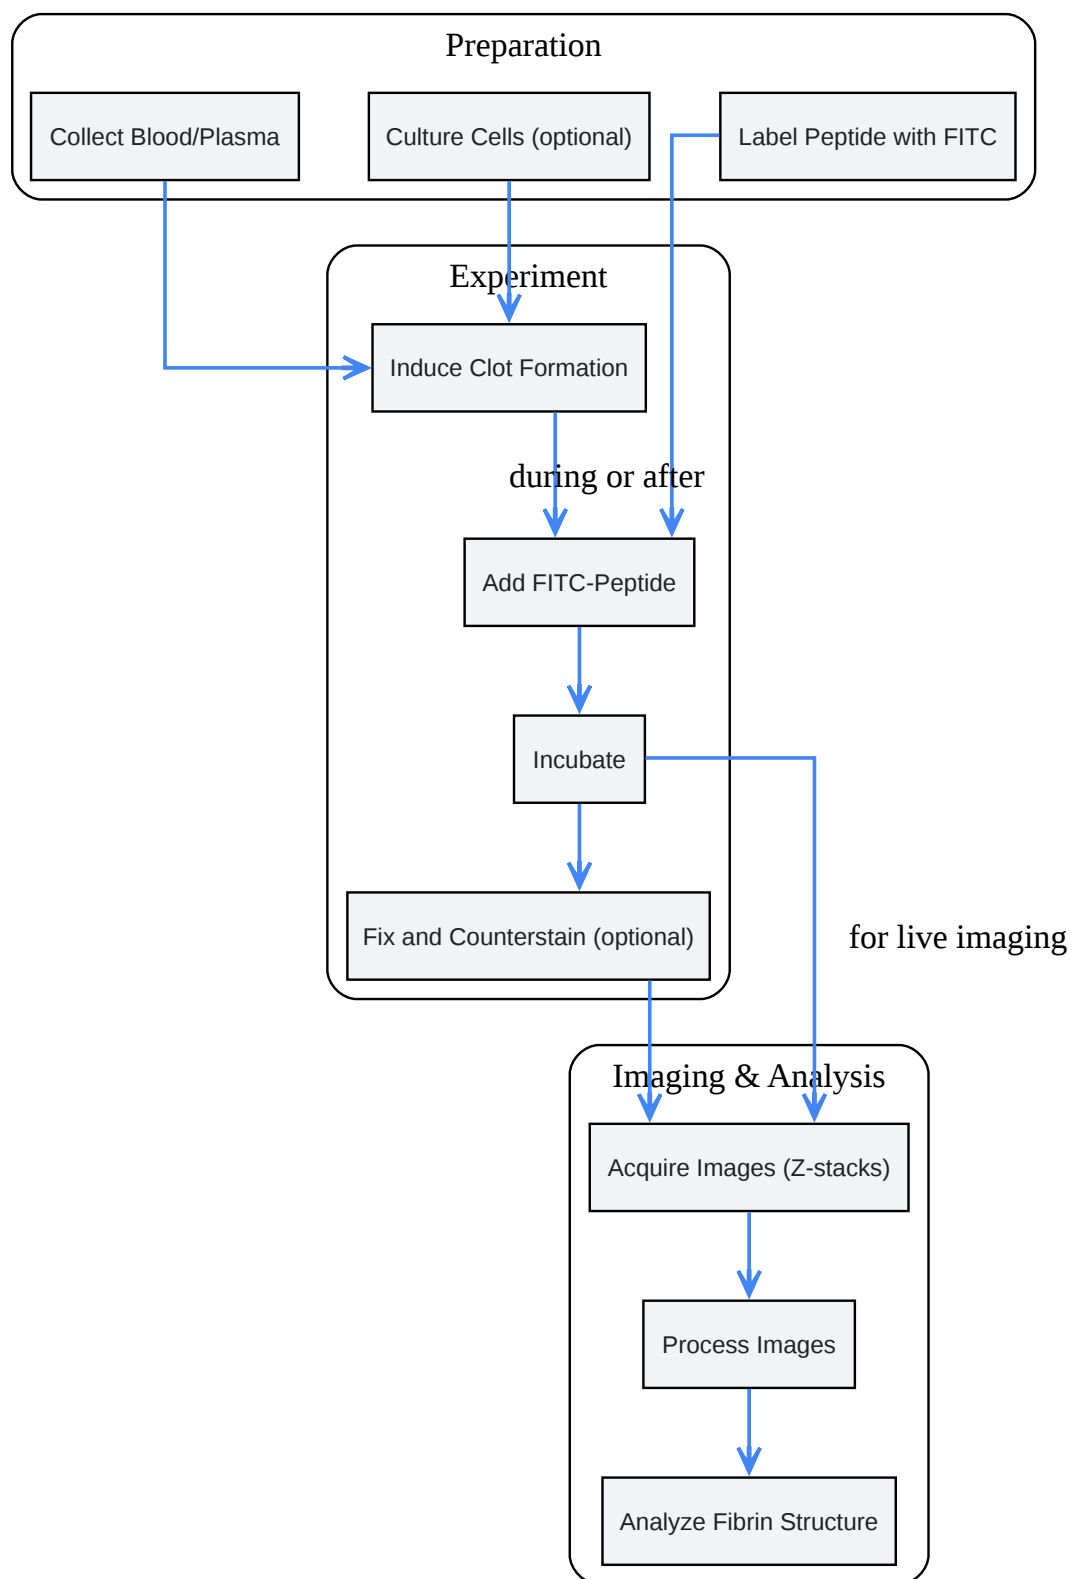 Preparation
Collect Blood/Plasma
Culture Cells (optional)
Label Peptide with FITC
Experiment
Induce Clot Formation
during or after
Add FITC-Peptide
Incubate
Fix and Counterstain (optional)
for live imaging
Imaging & Analysis
Acquire Images (Z-stacks)
Process Images
Analyze Fibrin Structure